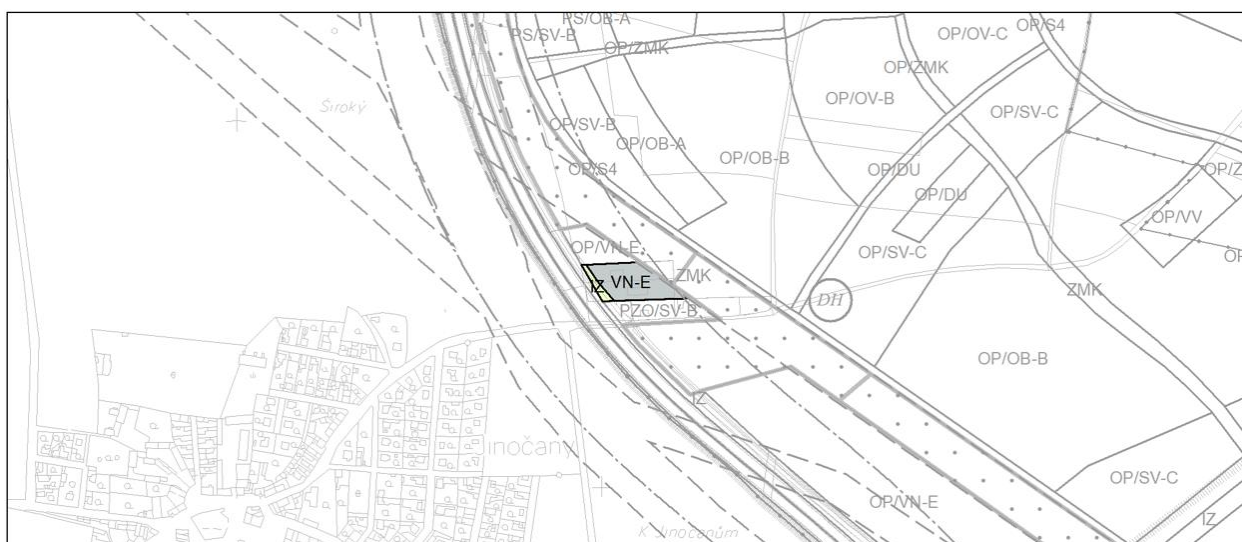 PS/OB-A
PS/SV-B
OP/ZMK
OP/OV-C
OP/S4
OP/ZMK
OP/OV-B
OP/SV-C
Široký
OP/SV-B
OP/OB-A
OP/OB-B
OP/S4
OP/DU
OP/DU
OP/Z
OP/VV
OP/VN-E
OP/SV-C
OP
ZMK
VN-E
IZ
ZMK
PZO/SV-B
DH
OP/OB-B
IZ
Jinočany
OP/SV-C
OP/VN-E
IZ
K Jinočanům